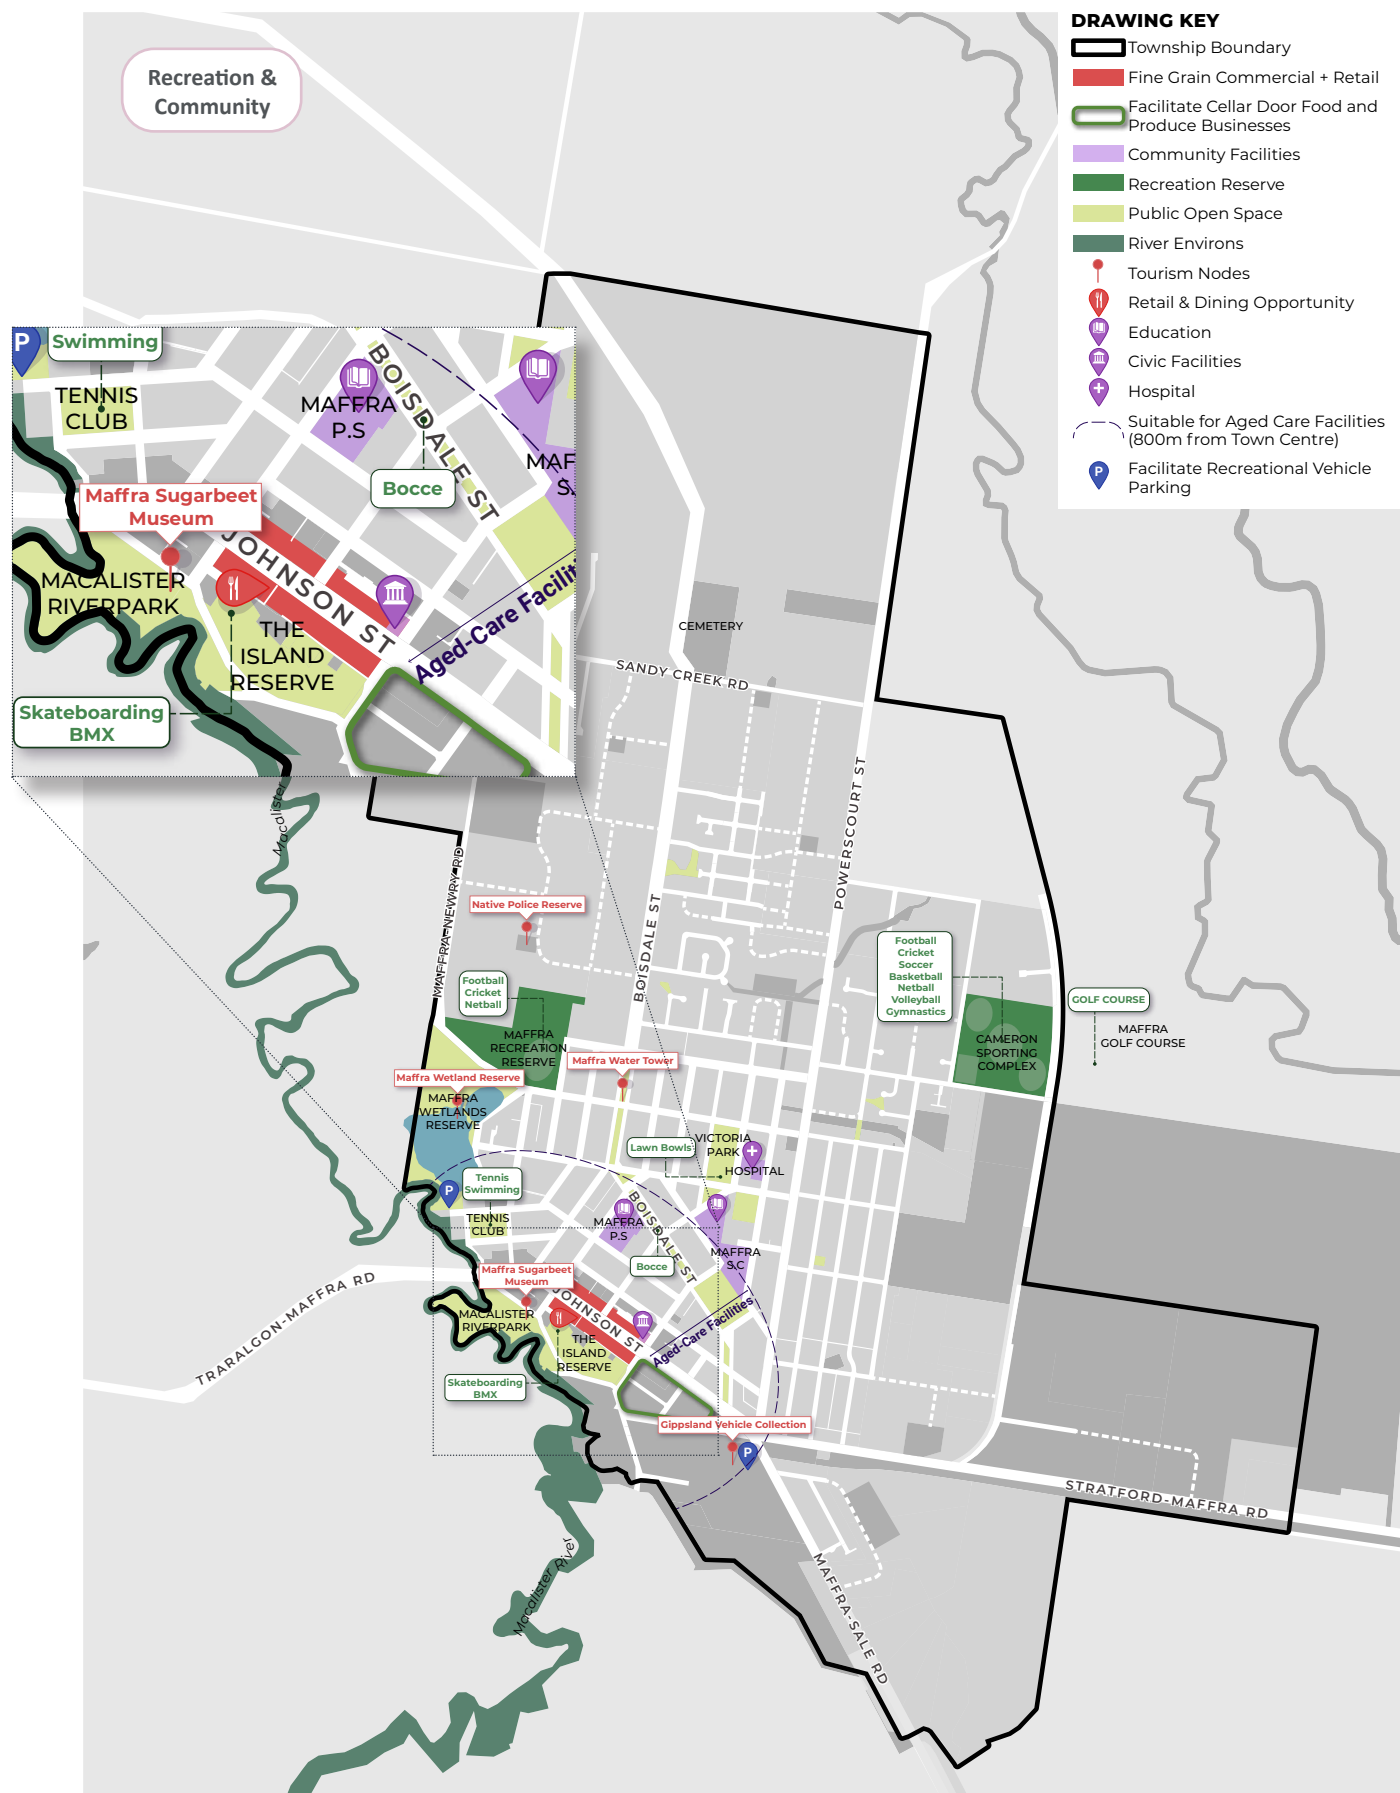 Recreation &
Community
DRAWING KEY
Township Boundary
Fine Grain Commercial + Retail
Facilitate Cellar Door Food and
Produce Businesses
Community Facilities
Recreation Reserve
Public Open Space
River Environs
Tourism Nodes
Retail & Dining Opportunity
Education
Civic Facilities
Hospital
Suitable for Aged Care Facilities
(800m from Town Centre)
P
Facilitate Recreational Vehicle
Parking
P
Swimming
TENNIS
CLUB
MAFFRA
P.S
BOISDALE ST
Bocce
MAF
S.
Maffra Sugarbeet
Museum
JOHNSON ST
MACALISTER
RIVERPARK
THE
ISLAND
RESERVE
Aged-Care Faciliti
Skateboarding
BMX
CEMETERY
SANDY CREEK RD
Macalister
MAFFRA-NEWRY RD
BOISDALE ST
POWERSCOURT ST
Native Police Reserve
Football
Cricket
Netball
MAFFRA
RECREATION
RESERVE
Football
Cricket
Soccer
Basketball
Netball
Volleyball
Gymnastics
CAMERON
SPORTING
COMPLEX
GOLF COURSE
MAFFRA
GOLF COURSE
Maffra Water Tower
Maffra Wetland Reserve
MAFFRA
WETLANDS
RESERVE
Lawn Bowls
VICTORIA
PARK
HOSPITAL
P
Tennis
Swimming
TENNIS
CLUB
MAFFRA
P.S
BOISDALE ST
Bocce
MAFFRA
S.C
Maffra Sugarbeet
Museum
JOHNSON ST
MACALISTER
RIVERPARK
THE
ISLAND
RESERVE
Aged-Care Facilities
Skateboarding
BMX
TRARALGON-MAFFRA RD
Gippsland Vehicle Collection
P
STRATFORD-MAFFRA RD
MAFFRA-SALE RD
Macalister River